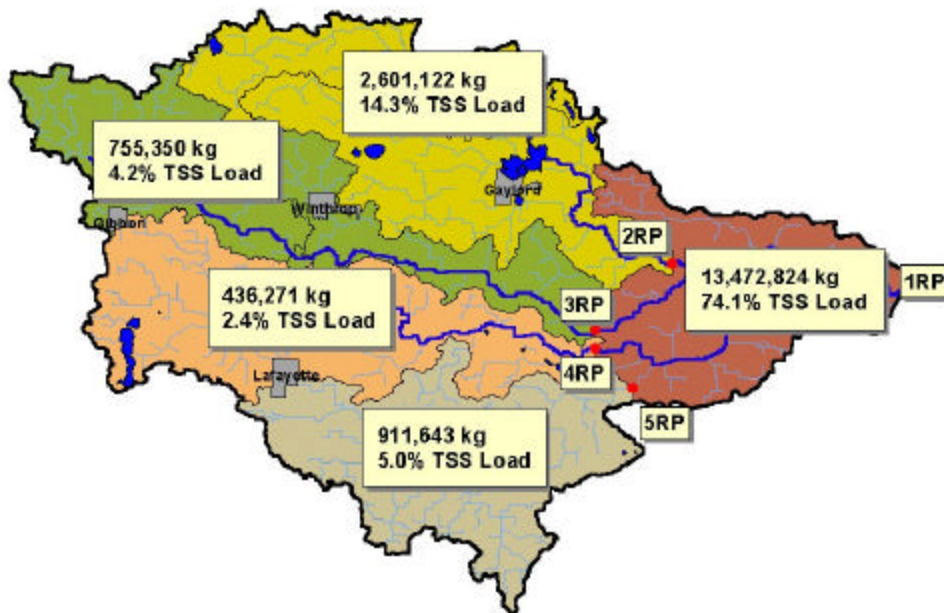 2,601,122 kg
14.3% TSS Load
755,350 kg
4.2% TSS Load
Gaylord
Winthrop
Gibbon
2RP
13,472,824 kg
74.1% TSS Load
1RP
436,271 kg
2.4% TSS Load
3RP
Lafayette
4RP
5RP
911,643 kg
5.0% TSS Load